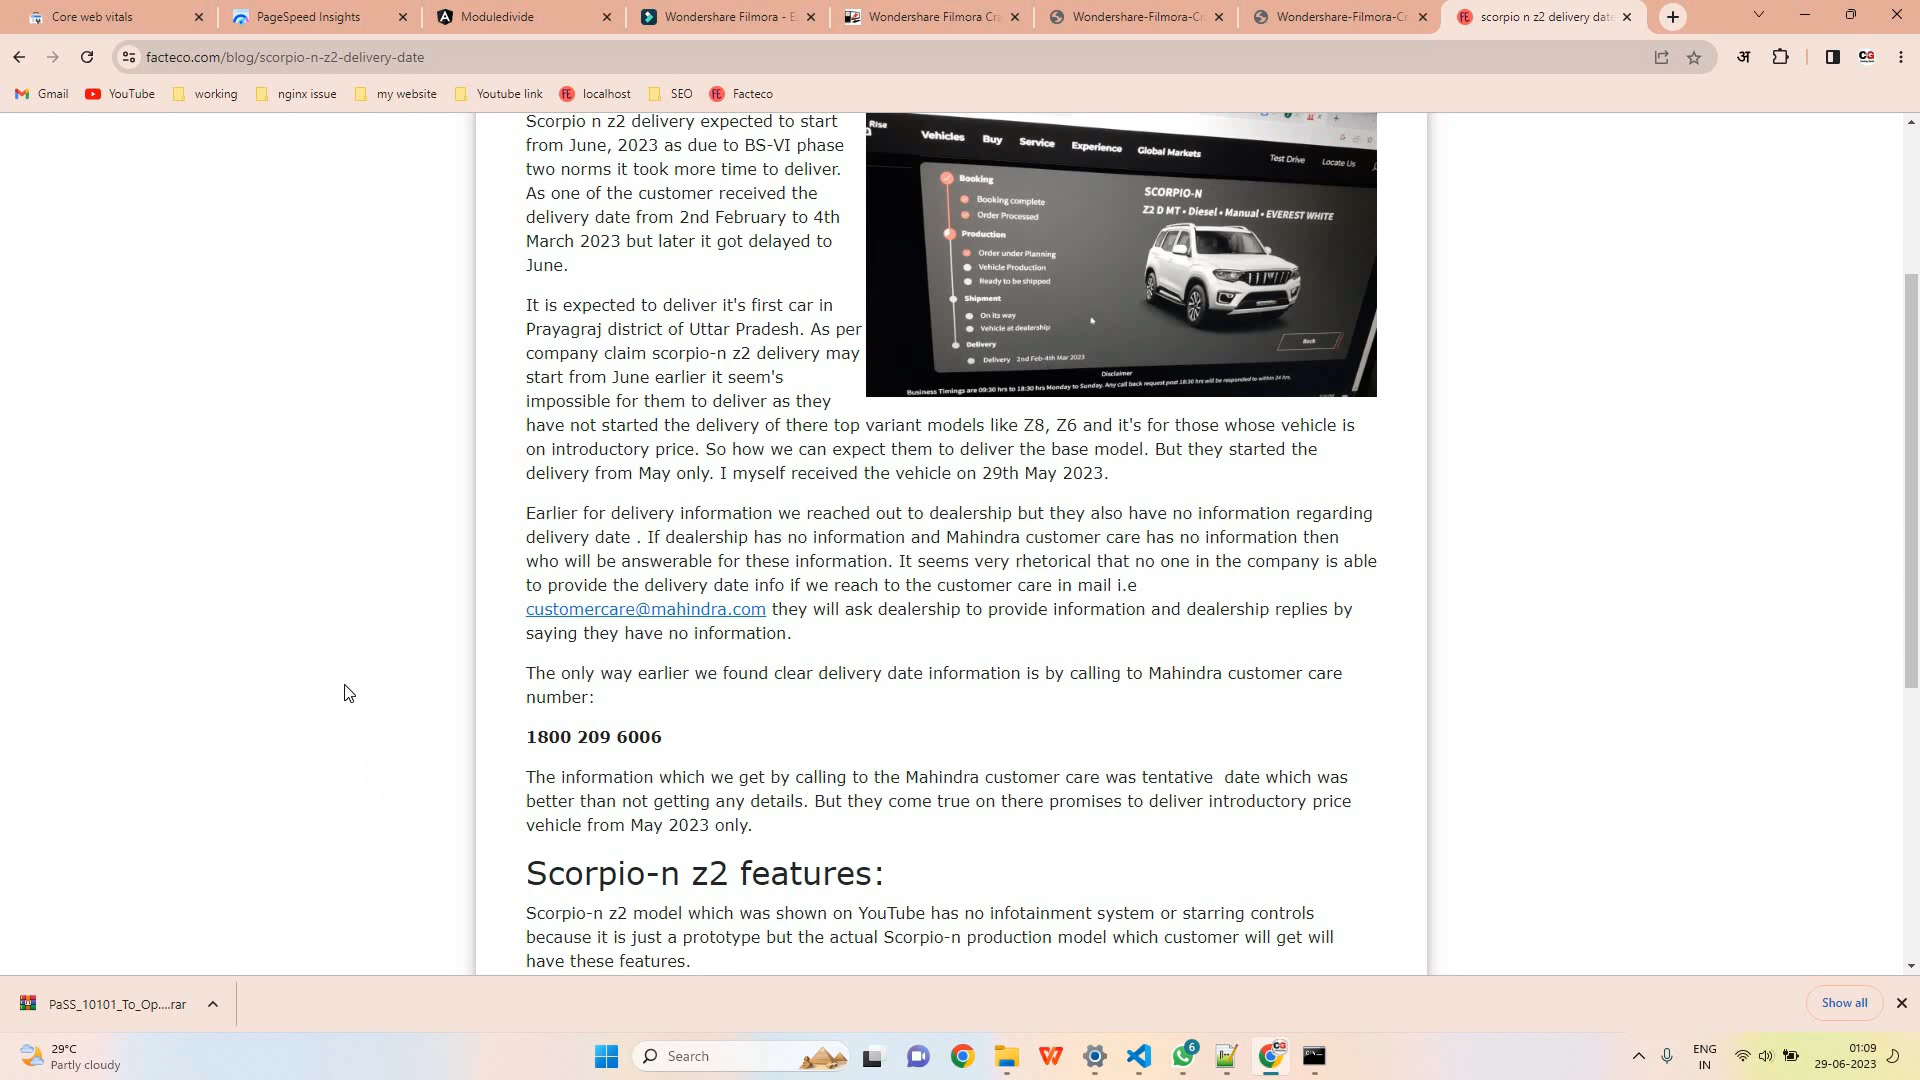 Core web vitals
PageSpeed Insights
Moduledivide
Wondershare Filmora - E
Wondershare Filmora Cra
Wondershare-Filmora-Cr
Wondershare-Filmora-Cr
scorpio n z2 delivery date
facteco.com/blog/scorpio-n-z2-delivery-date
अ
CG
Gmail
YouTube
working
nginx issue
my website
Youtube link
FE
localhost
SEO
FE
Facteco
Scorpio n z2 delivery expected to start
from June, 2023 as due to BS-VI phase
two norms it took more time to deliver.
As one of the customer received the
delivery date from 2nd February to 4th
March 2023 but later it got delayed to
June.
Rise
Vehicles Buy Service Experience Global Markets
Test Drive Locate Us
Booking
Booking complete
Order Processed
Production
Order under Planning
Vehicle Production
Ready to be shipped
Shipment
On its way
Vehicle at dealership
Delivery
Delivery 2nd Feb-4th Mar 2023
SCORPIO-N
Z2 D MT • Diesel • Manual • EVEREST WHITE
Back
Disclaimer
Business Timings are 09:30 hrs to 18:30 hrs Monday to Sunday. Any call back request post 18:30 hrs will be responded to within 24 hrs.
It is expected to deliver it's first car in
Prayagraj district of Uttar Pradesh. As per
company claim scorpio-n z2 delivery may
start from June earlier it seem's
impossible for them to deliver as they
have not started the delivery of there top variant models like Z8, Z6 and it's for those whose vehicle is
on introductory price. So how we can expect them to deliver the base model. But they started the
delivery from May only. I myself received the vehicle on 29th May 2023.
Earlier for delivery information we reached out to dealership but they also have no information regarding
delivery date . If dealership has no information and Mahindra customer care has no information then
who will be answerable for these information. It seems very rhetorical that no one in the company is able
to provide the delivery date info if we reach to the customer care in mail i.e
customercare@mahindra.com they will ask dealership to provide information and dealership replies by
saying they have no information.
The only way earlier we found clear delivery date information is by calling to Mahindra customer care
number:
1800 209 6006
The information which we get by calling to the Mahindra customer care was tentative  date which was
better than not getting any details. But they come true on there promises to deliver introductory price
vehicle from May 2023 only.
Scorpio-n z2 features:
Scorpio-n z2 model which was shown on YouTube has no infotainment system or starring controls
because it is just a prototype but the actual Scorpio-n production model which customer will get will
have these features.
PaSS_10101_To_Op....rar
Show all
29°C
Partly cloudy
Search
6
CG
ENG
IN
01:09
29-06-2023